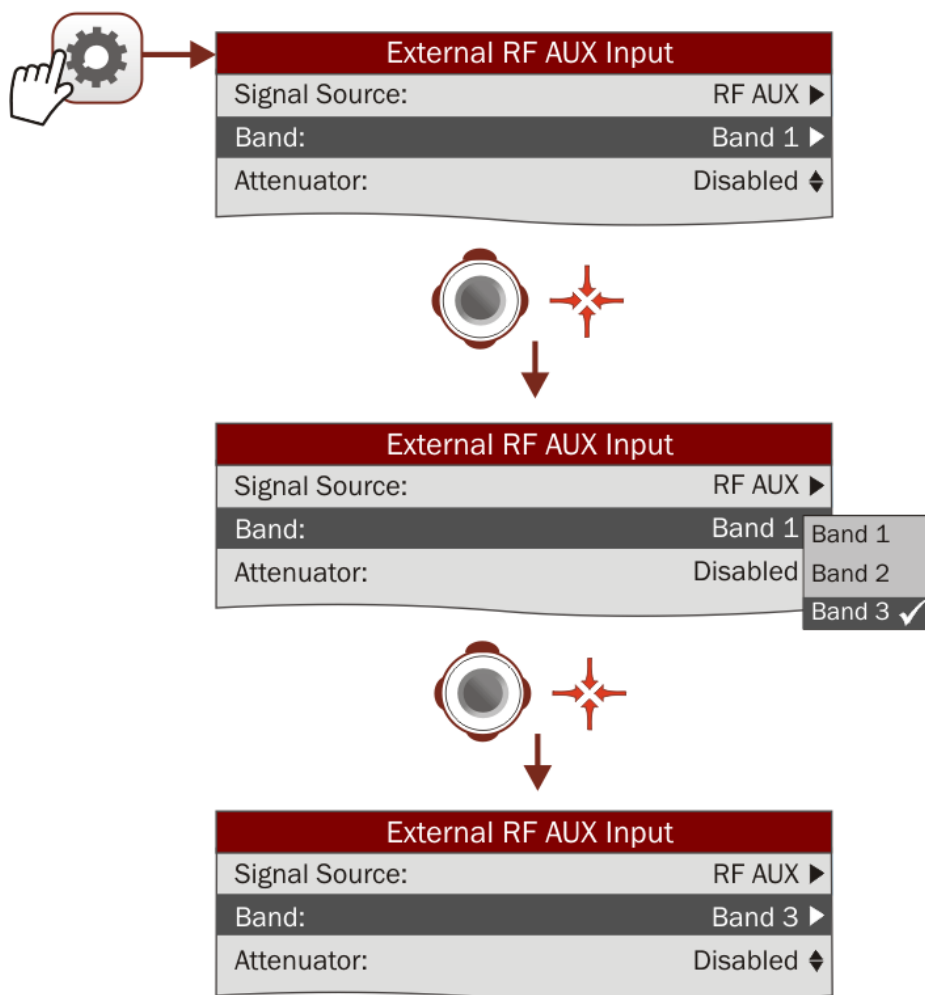 External RF AUX Input
Signal Source: RF AUX
Band: Band 1
Attenuator: Disabled
External RF AUX Input
Signal Source: RF AUX
Band: Band 1
Attenuator: Disabled
Band 1
Band 2
Band 3
External RF AUX Input
Signal Source: RF AUX
Band: Band 3
Attenuator: Disabled